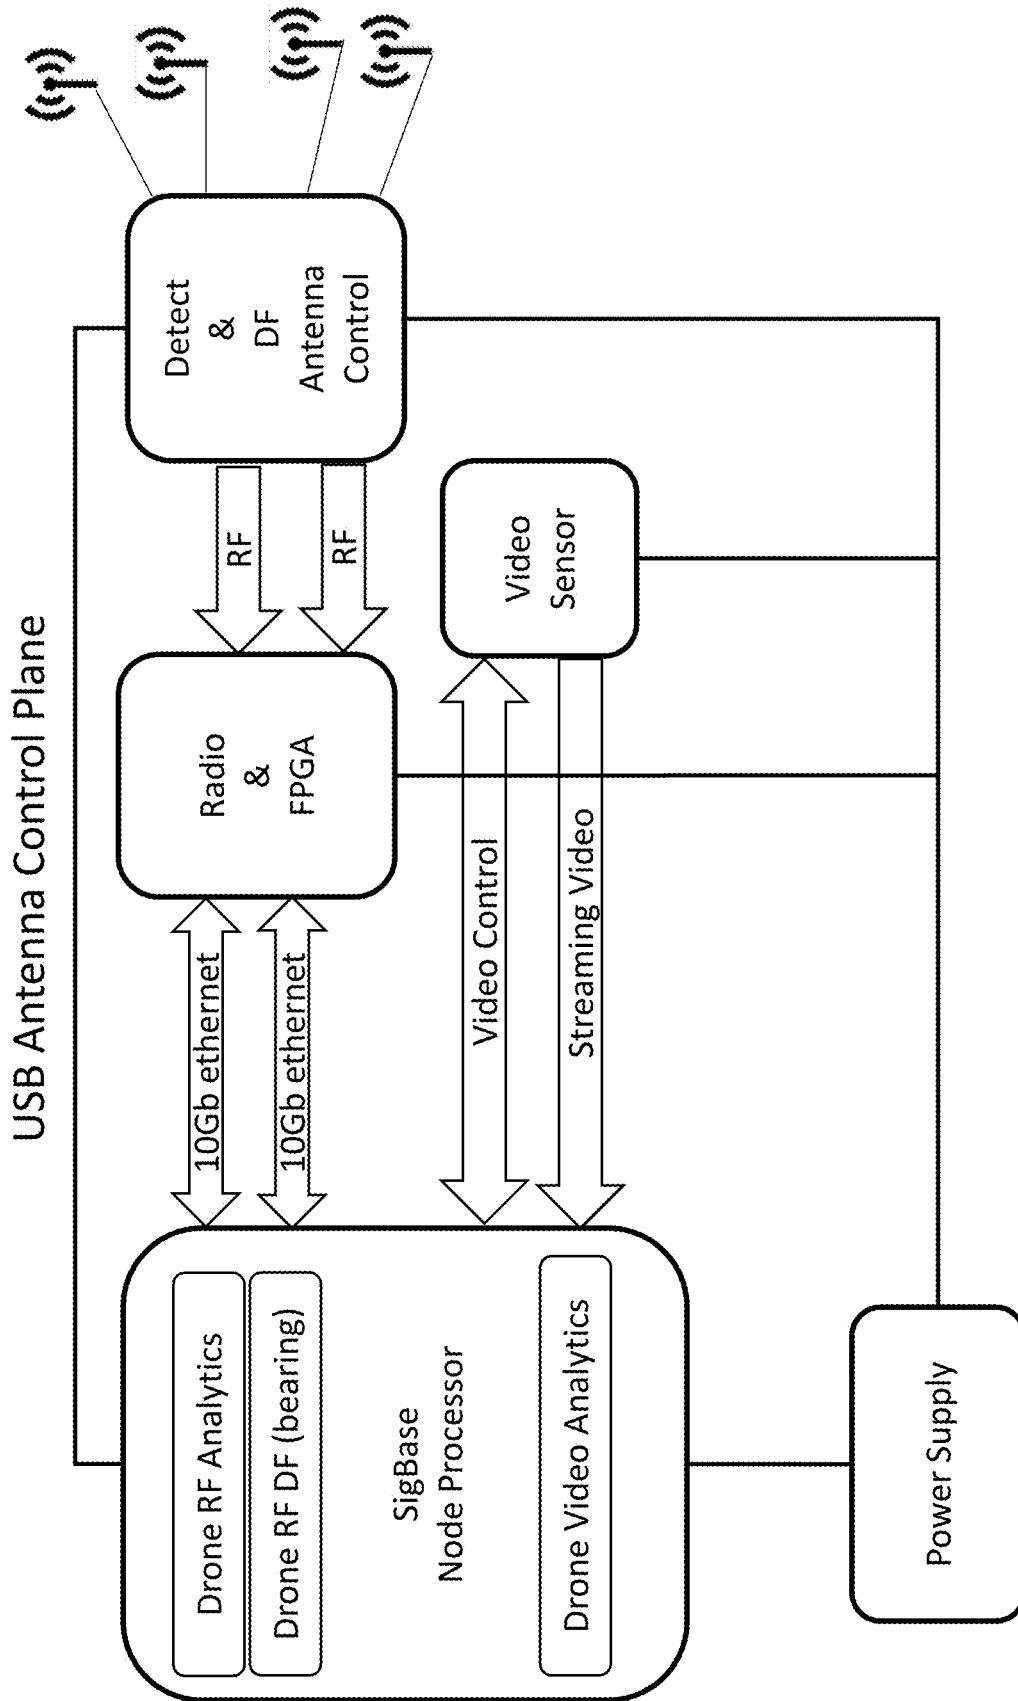 USB Antenna Control Plane
Drone RF Analytics
Drone RF DF (bearing)
SigBase
Node Processor
Drone Video Analytics
10Gb ethernet
10Gb ethernet
Radio
&
FPGA
RF
RF
Detect
&
DF
Antenna
Control
Video Control
Streaming Video
Video
Sensor
Power Supply